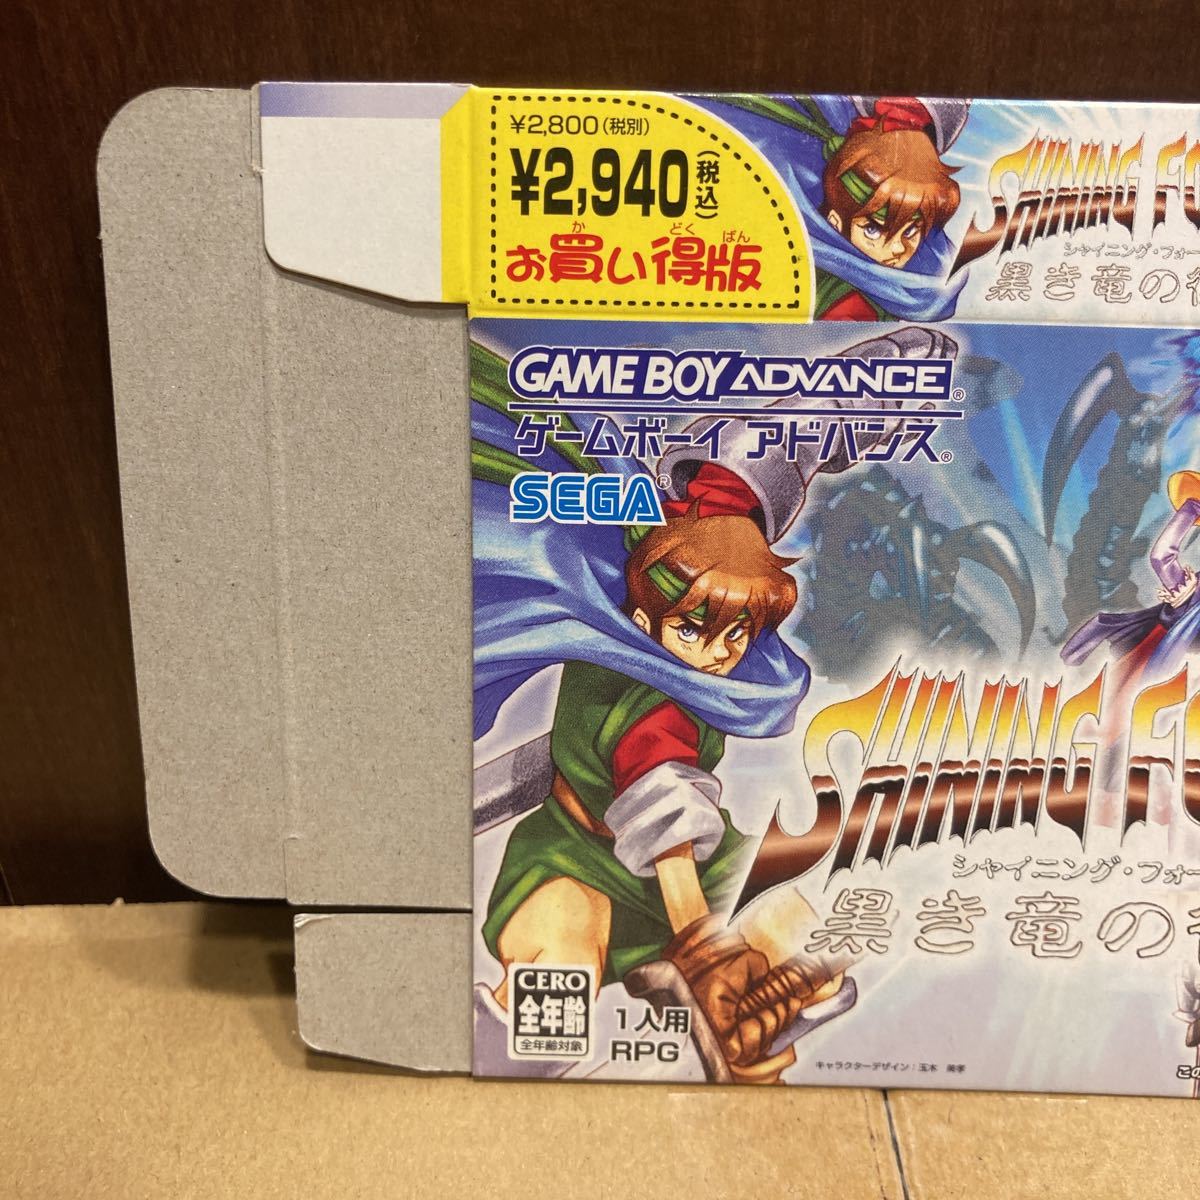 ¥2,800(税別)
¥2,940(税込)
か どく ばん
お買い得版
SHINING FO
シャイニング・フォー
黒き竜の
GAME BOY ADVANCE®
ゲームボーイ アドバンス®
SEGA®
SHINING FO
シャイニング・フォー
黒き竜の
CERO
全年齢
全年齢対象
1人用
RPG
キャラクターデザイン:玉木 美孝
この